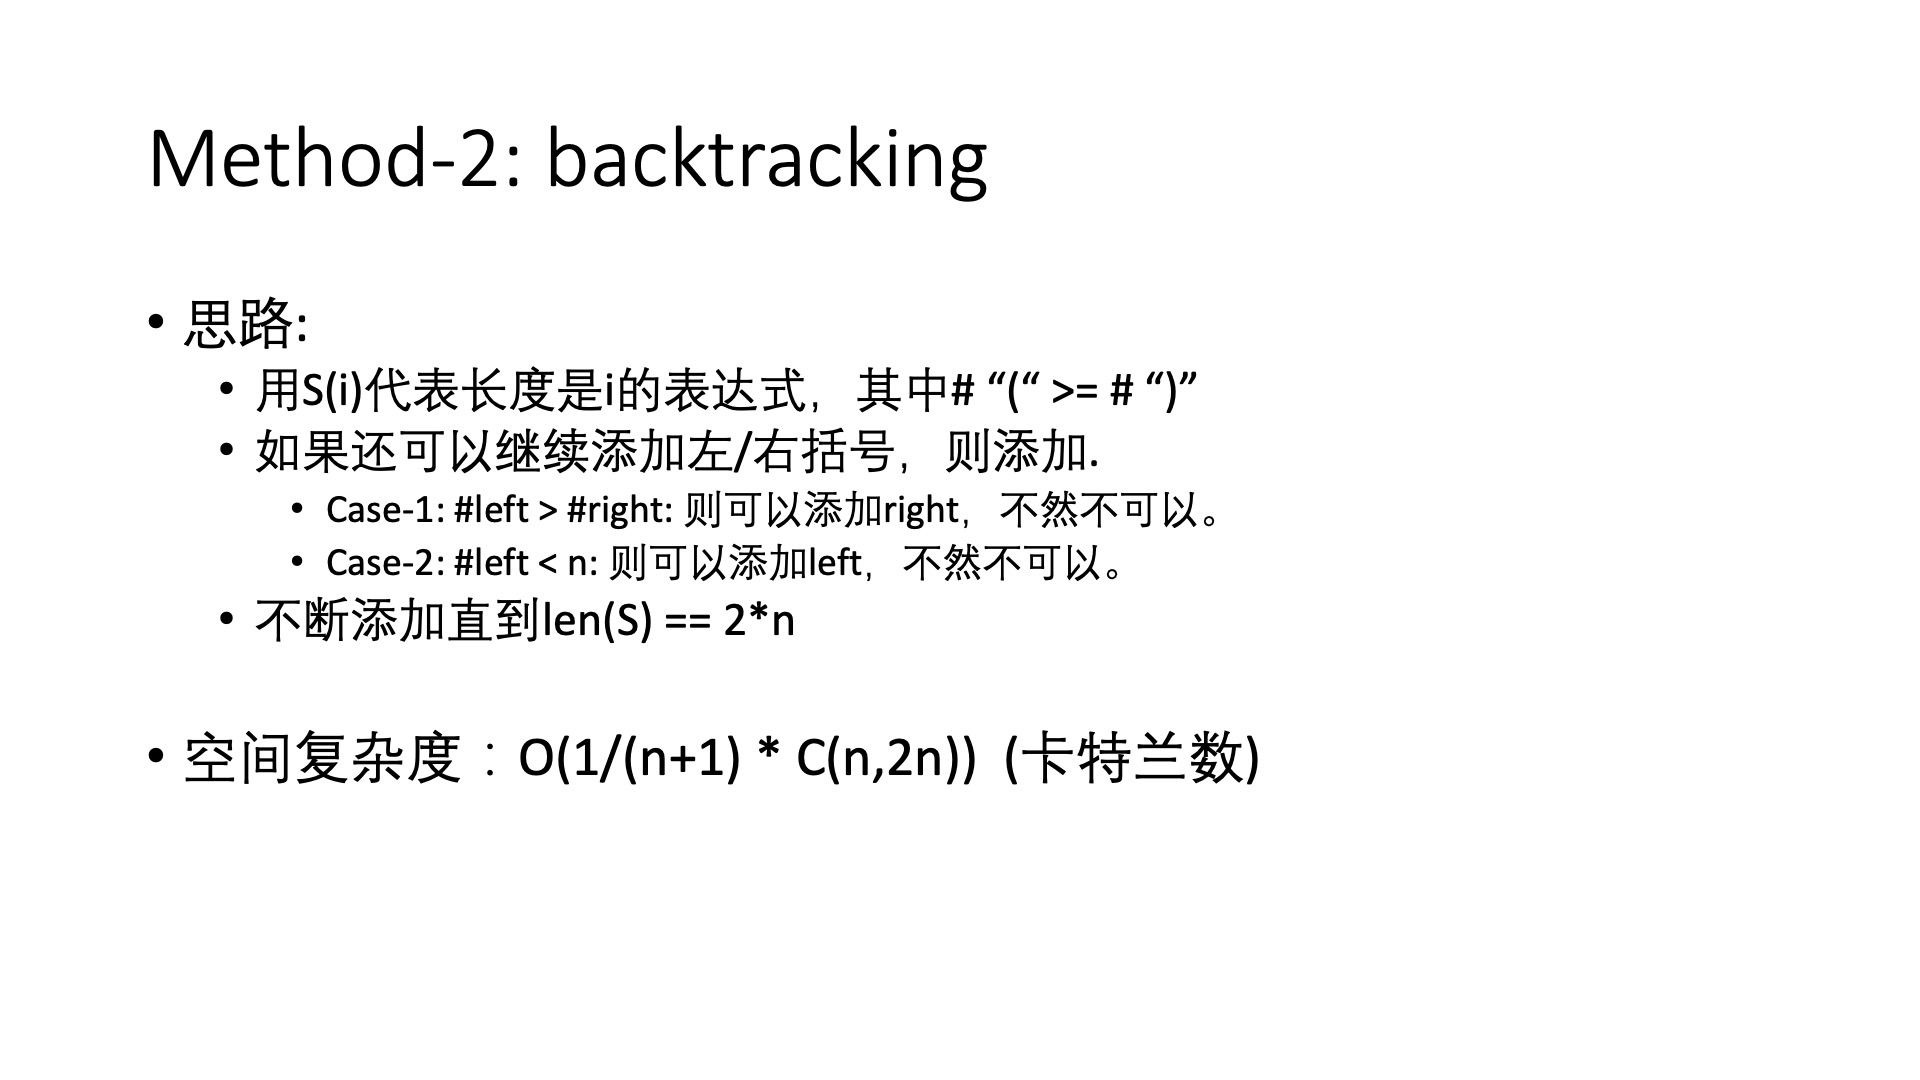 Method-2: backtracking
• 思路:
• 用S(i)代表长度是i的表达式，其中# “(“ >= # “)”
• 如果还可以继续添加左/右括号，则添加.
• Case-1: #left > #right: 则可以添加right，不然不可以。
• Case-2: #left < n: 则可以添加left，不然不可以。
• 不断添加直到len(S) == 2*n
• 空间复杂度：O(1/(n+1) * C(n,2n)) (卡特兰数)